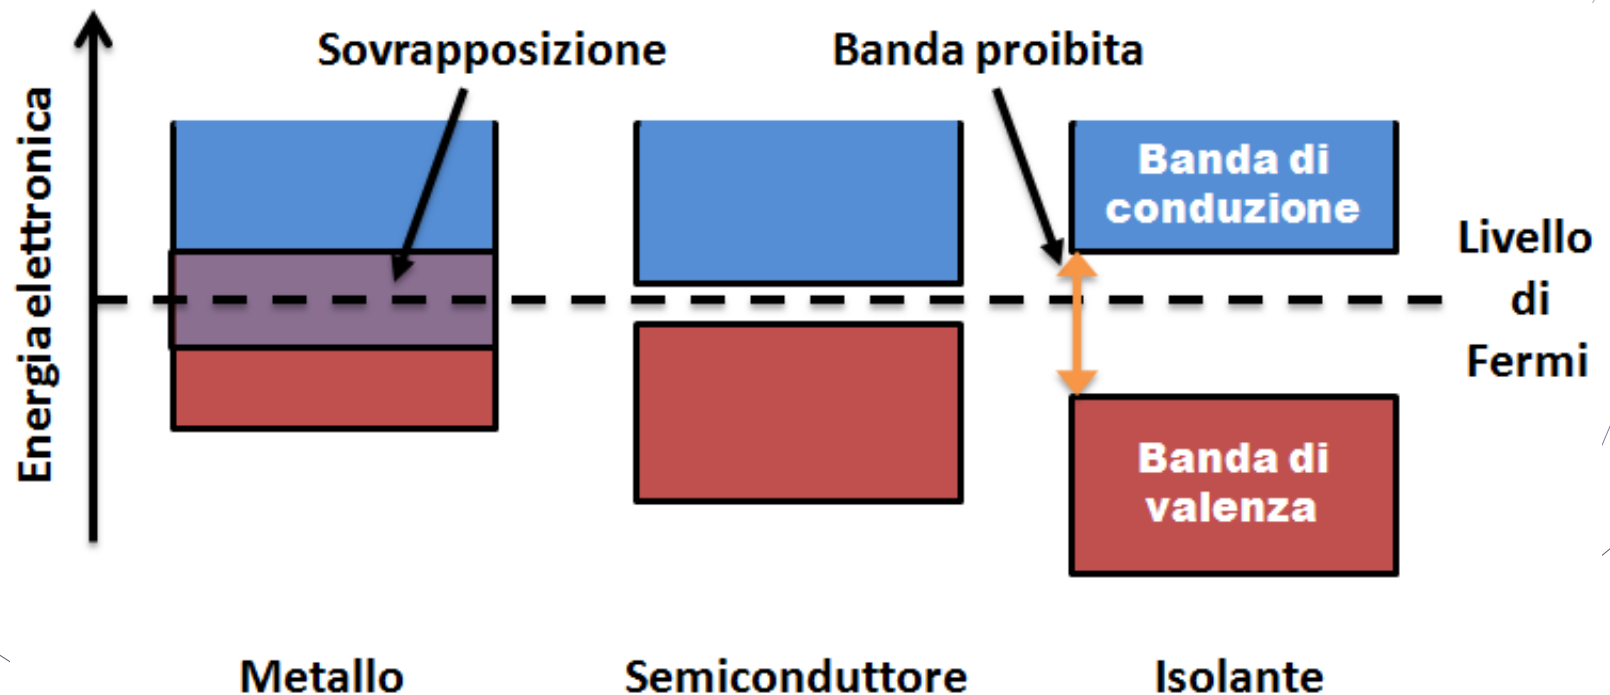 Sovrapposizione
Banda proibita
Energia elettronica
Banda di
conduzione
Livello
di
Fermi
Banda di
valenza
Metallo
Semiconduttore
Isolante